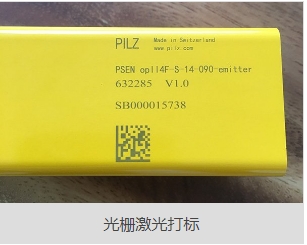 PILZ
Made in Switzerland
www.pilz.com
PSEN opII4F-S-14-090-emitter
632285 V1.0
SB000015738
光栅激光打标